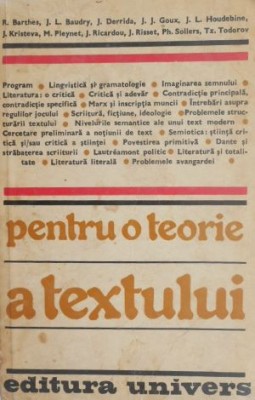 R. Barthes, J. L. Baudry, J. Derrida, J. J. Goux, J. L. Houdebine,
J. Kristeva, M. Pleynet, J. Ricardou, J. Risset, Ph. Sollers, Tz. Todorov
Program ● Lingvistică și gramatologie ● Imaginarea semnului ●
Literatura: o critică ● Critică și adevăr ● Contradicție principală,
contradicție specifică ● Marx și inscripția muncii ● Întrebări asupra
regulilor jocului ● Scriitură, ficțiune, ideologie ● Problemele struc-
turării textului ● Nivelurile semantice ale unui text modern ●
Cercetare preliminară a noțiunii de text ● Semiotica: știință cri-
tică și/sau critică a științei ● Povestirea primitivă ● Dante și
străbaterea scriiturii ● Lautréamont politic ● Literatură și totali-
tate ● Literatură literală ● Problemele avangardei ●
pentru o teorie
a textului
editura univers